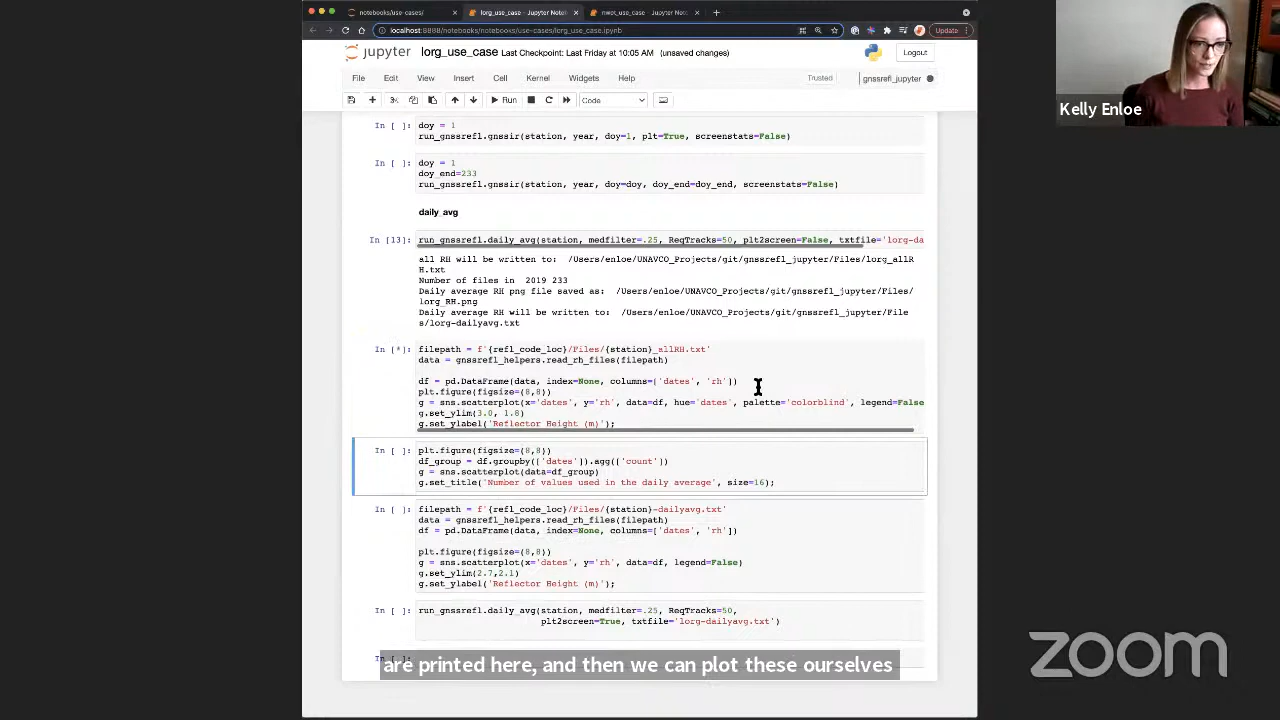 notebooks/use-cases/
lorg_use_case - Jupyter Noteb
nwot_use_case - Jupyter Noteb
localhost:8888/notebooks/notebooks/use-cases/lorg_use_case.ipynb
Update
jupyter lorg_use_case Last Checkpoint: Last Friday at 10:05 AM (unsaved changes)
Logout
File Edit View Insert Cell Kernel Widgets Help
Trusted
gnssrefl_jupyter
Run
Code
In [ ]: doy = 1
run_gnssrefl.gnssir(station, year, doy=1, plt=True, screenstats=False)
In [ ]: doy = 1
doy_end=233
run_gnssrefl.gnssir(station, year, doy=doy, doy_end=doy_end, screenstats=False)
daily_avg
In [13]: run_gnssrefl.daily_avg(station, medfilter=.25, ReqTracks=50, plt2screen=False, txtfile='lorg-da
all RH will be written to: /Users/enloe/UNAVCO_Projects/git/gnssrefl_jupyter/Files/lorg_allR
H.txt
Number of files in 2019 233
Daily average RH png file saved as: /Users/enloe/UNAVCO_Projects/git/gnssrefl_jupyter/Files/
lorg_RH.png
Daily average RH will be written to: /Users/enloe/UNAVCO_Projects/git/gnssrefl_jupyter/File
s/lorg-dailyavg.txt
In [*]: filepath = f'{refl_code_loc}/Files/{station}_allRH.txt'
data = gnssrefl_helpers.read_rh_files(filepath)
df = pd.DataFrame(data, index=None, columns=['dates', 'rh'])
plt.figure(figsize=(8,8))
g = sns.scatterplot(x='dates', y='rh', data=df, hue='dates', palette='colorblind', legend=False
g.set_ylim(3.0, 1.8)
g.set_ylabel('Reflector Height (m)');
In [ ]: plt.figure(figsize=(8,8))
df_group = df.groupby(['dates']).agg(['count'])
g = sns.scatterplot(data=df_group)
g.set_title('Number of values used in the daily average', size=16);
In [ ]: filepath = f'{refl_code_loc}/Files/{station}-dailyavg.txt'
data = gnssrefl_helpers.read_rh_files(filepath)
df = pd.DataFrame(data, index=None, columns=['dates', 'rh'])
plt.figure(figsize=(8,8))
g = sns.scatterplot(x='dates', y='rh', data=df, legend=False)
g.set_ylim(2.7,2.1)
g.set_ylabel('Reflector Height (m)');
In [ ]: run_gnssrefl.daily_avg(station, medfilter=.25, ReqTracks=50,
plt2screen=True, txtfile='lorg-dailyavg.txt')
In [ ]:
are printed here, and then we can plot these ourselves
Kelly Enloe
zoom